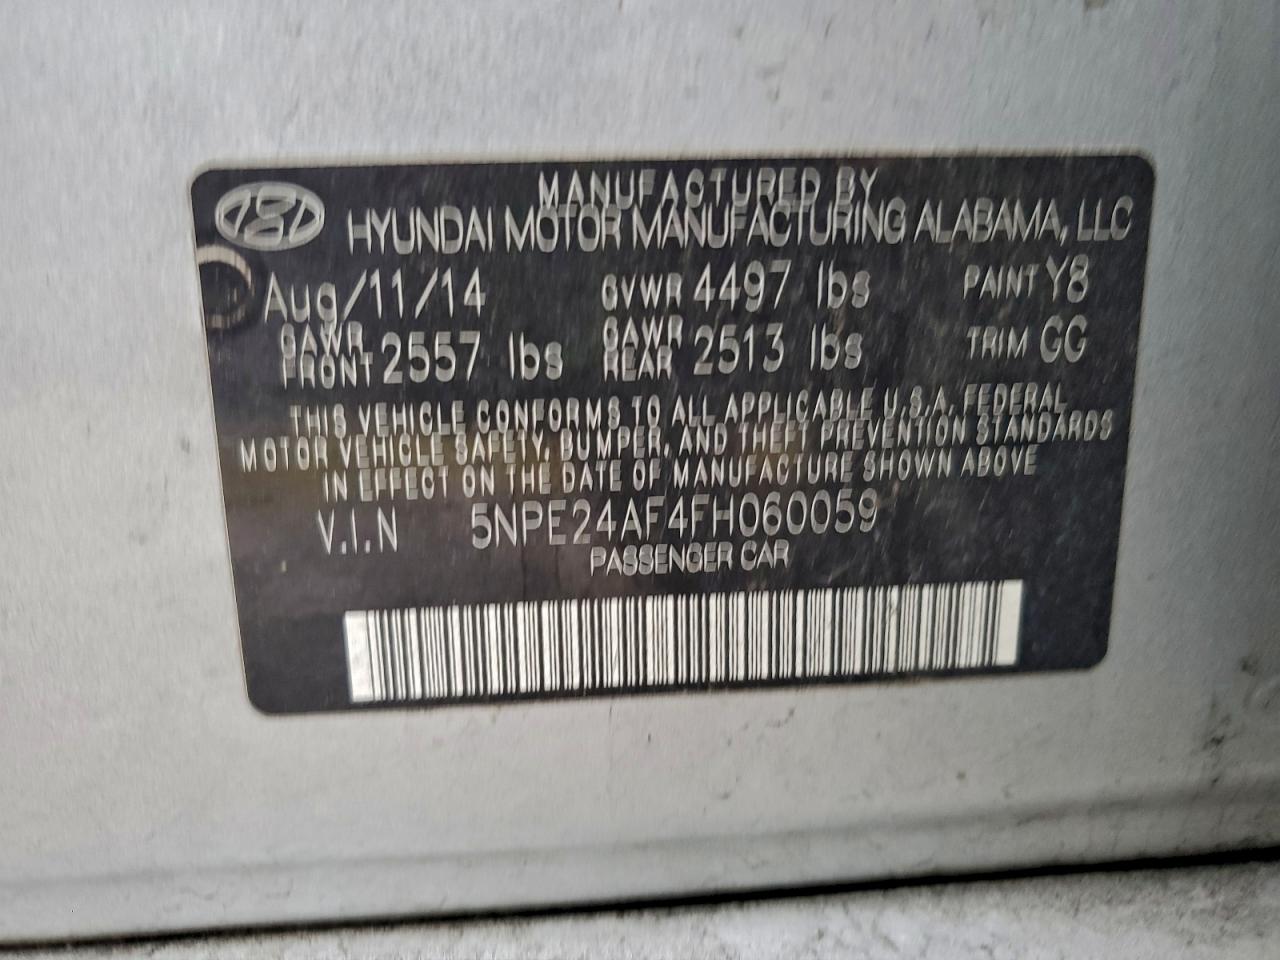 MANUFACTURED BY
HYUNDAI MOTOR MANUFACTURING ALABAMA, LLC
Aug/11/14 GVWR 4497 lbs PAINT Y8
GAWR FRONT 2557 lbs GAWR REAR 2513 lbs TRIM GG
THIS VEHICLE CONFORMS TO ALL APPLICABLE U.S.A. FEDERAL
MOTOR VEHICLE SAFETY, BUMPER, AND THEFT PREVENTION STANDARDS
IN EFFECT ON THE DATE OF MANUFACTURE SHOWN ABOVE
V.I.N 5NPE24AF4FH060059
PASSENGER CAR